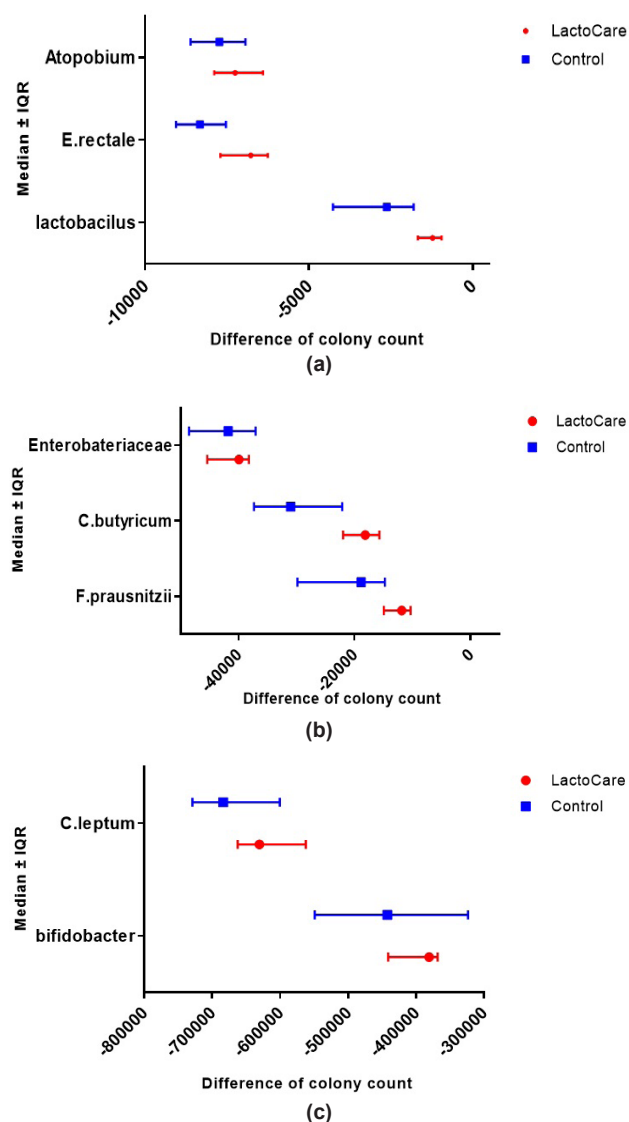 LactoCare
Control
Median ± IQR
Atopobium
E.rectale
lactobacilus
-10000
-5000
0
Difference of colony count
(a)
LactoCare
Control
Median ± IQR
Enterobateriaceae
C.butyricum
F.prausnitzii
-40000
-20000
0
Difference of colony count
(b)
LactoCare
Control
Median ± IQR
C.leptum
bifidobacter
-800000
-700000
-600000
-500000
-400000
-300000
Difference of colony count
(c)